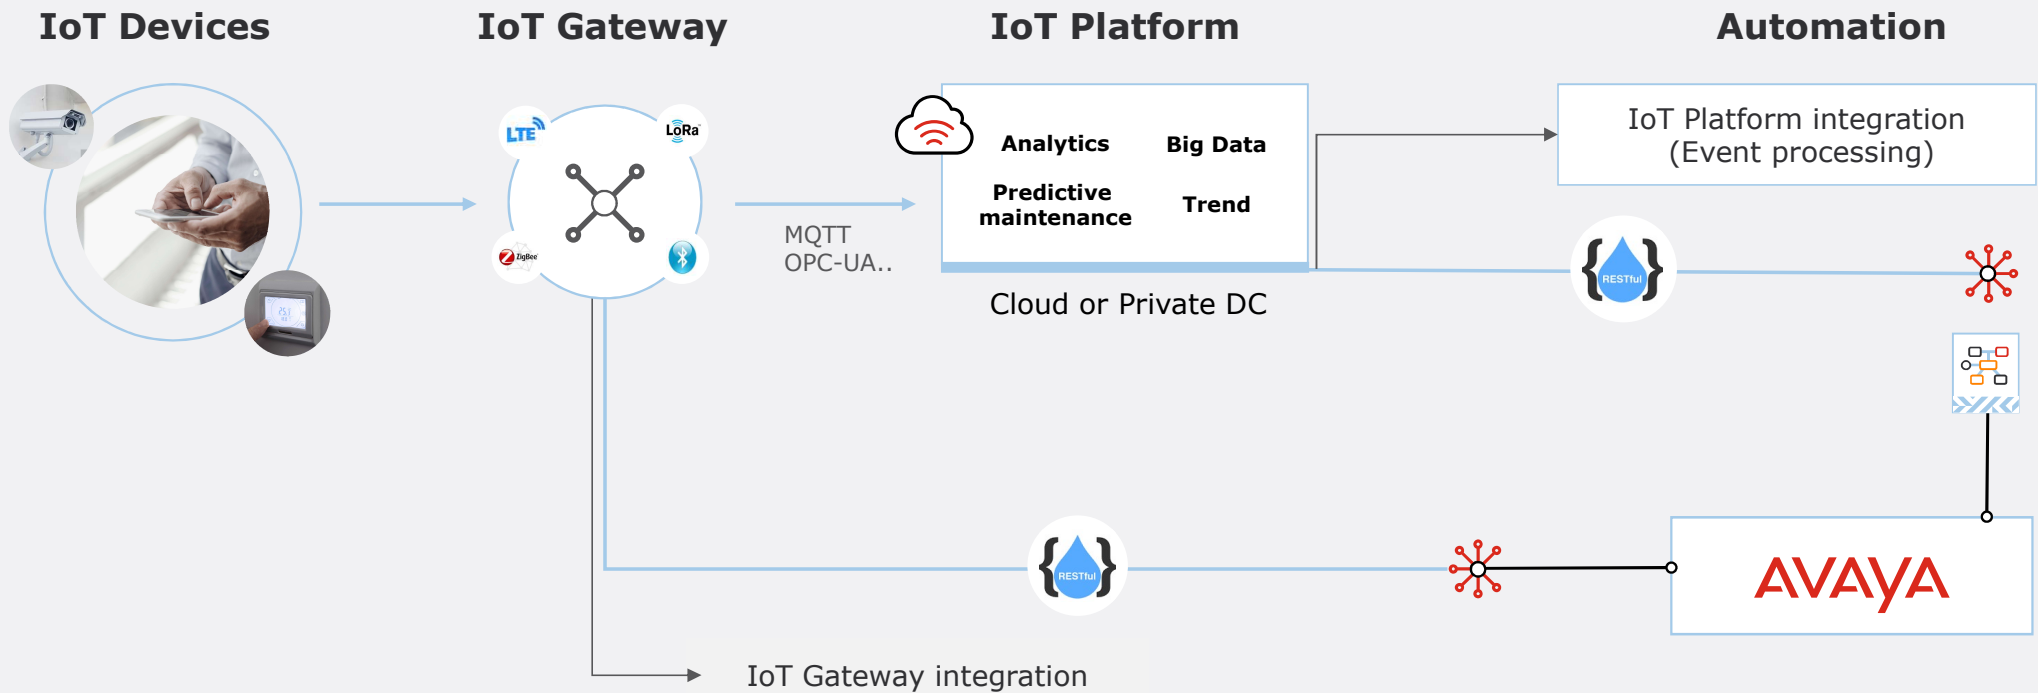 IoT Devices
IoT Gateway
IoT Platform
Automation
LTE
LoRa
ZigBee
MQTT
OPC-UA..
Analytics
Big Data
Predictive
maintenance
Trend
Cloud or Private DC
IoT Platform integration
(Event processing)
{RESTful}
{RESTful}
AVAYA
IoT Gateway integration